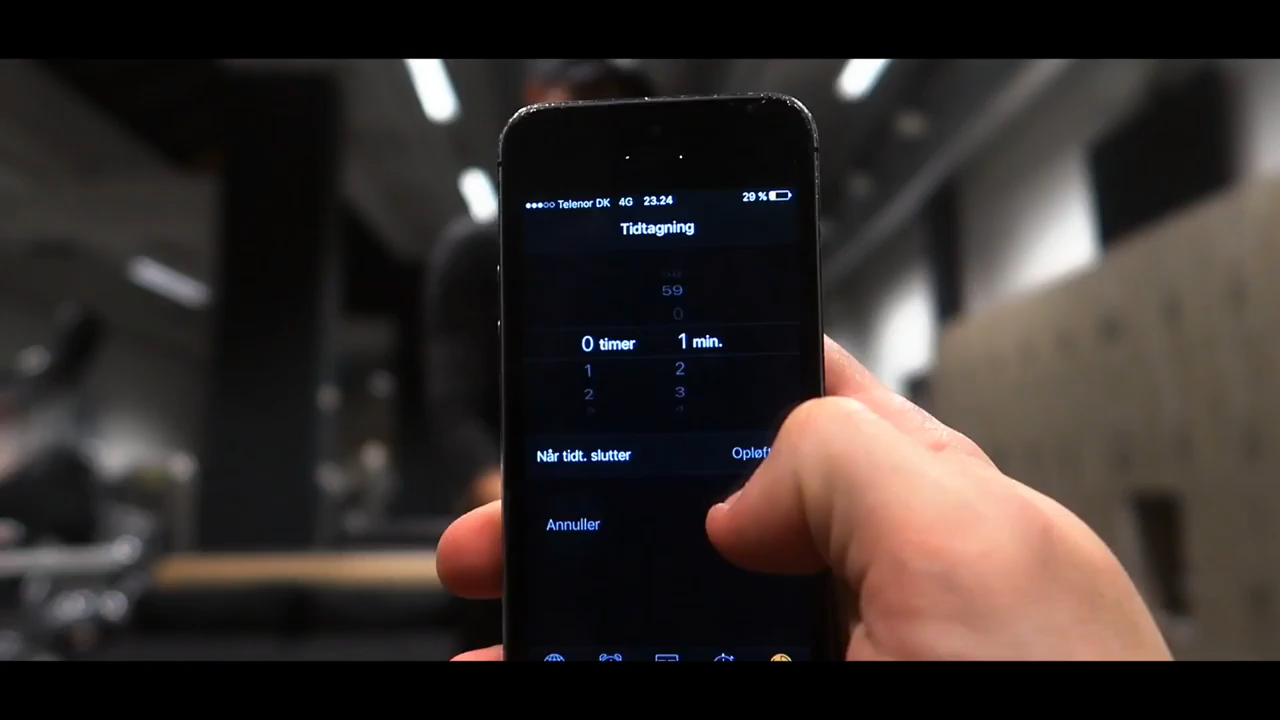 Telenor DK 4G 23.24 29 %
Tidtagning
59
0
0 timer 1 min.
1 2
2 3
Når tidt. slutter
Annuller